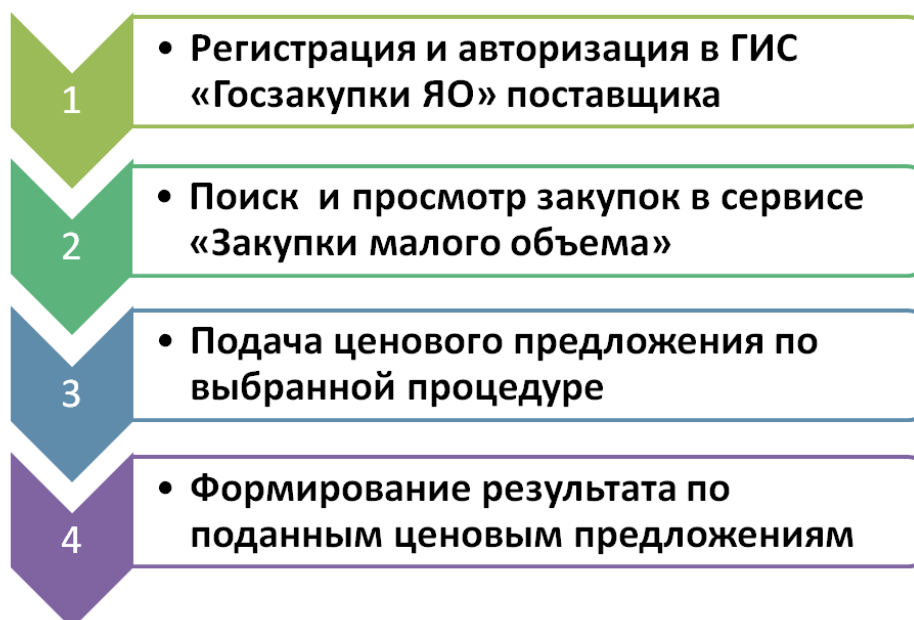 1
• Регистрация и авторизация в ГИС
«Госзакупки ЯО» поставщика
2
• Поиск и просмотр закупок в сервисе
«Закупки малого объема»
3
• Подача ценового предложения по
выбранной процедуре
4
• Формирование результата по
поданным ценовым предложениям